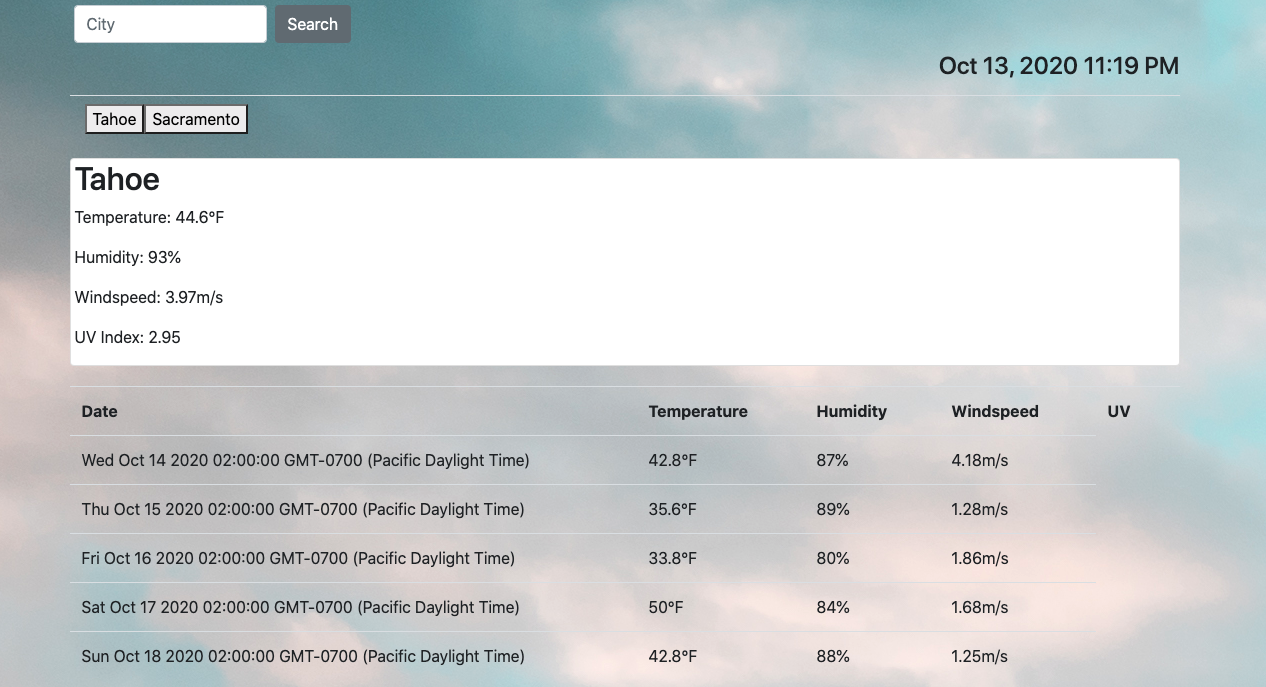 City Search
Oct 13, 2020 11:19 PM
Tahoe Sacramento
Tahoe
Temperature: 44.6°F
Humidity: 93%
Windspeed: 3.97m/s
UV Index: 2.95
Date Temperature Humidity Windspeed UV
Wed Oct 14 2020 02:00:00 GMT-0700 (Pacific Daylight Time) 42.8°F 87% 4.18m/s
Thu Oct 15 2020 02:00:00 GMT-0700 (Pacific Daylight Time) 35.6°F 89% 1.28m/s
Fri Oct 16 2020 02:00:00 GMT-0700 (Pacific Daylight Time) 33.8°F 80% 1.86m/s
Sat Oct 17 2020 02:00:00 GMT-0700 (Pacific Daylight Time) 50°F 84% 1.68m/s
Sun Oct 18 2020 02:00:00 GMT-0700 (Pacific Daylight Time) 42.8°F 88% 1.25m/s